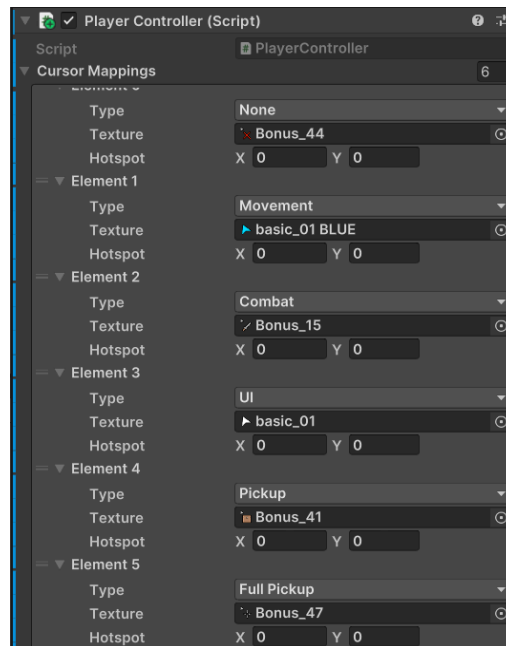 Player Controller (Script)
Script PlayerController
Cursor Mappings 6
Type None
Texture Bonus_44
Hotspot X 0 Y 0
Element 1
Type Movement
Texture basic_01 BLUE
Hotspot X 0 Y 0
Element 2
Type Combat
Texture Bonus_15
Hotspot X 0 Y 0
Element 3
Type UI
Texture basic_01
Hotspot X 0 Y 0
Element 4
Type Pickup
Texture Bonus_41
Hotspot X 0 Y 0
Element 5
Type Full Pickup
Texture Bonus_47
Hotspot X 0 Y 0